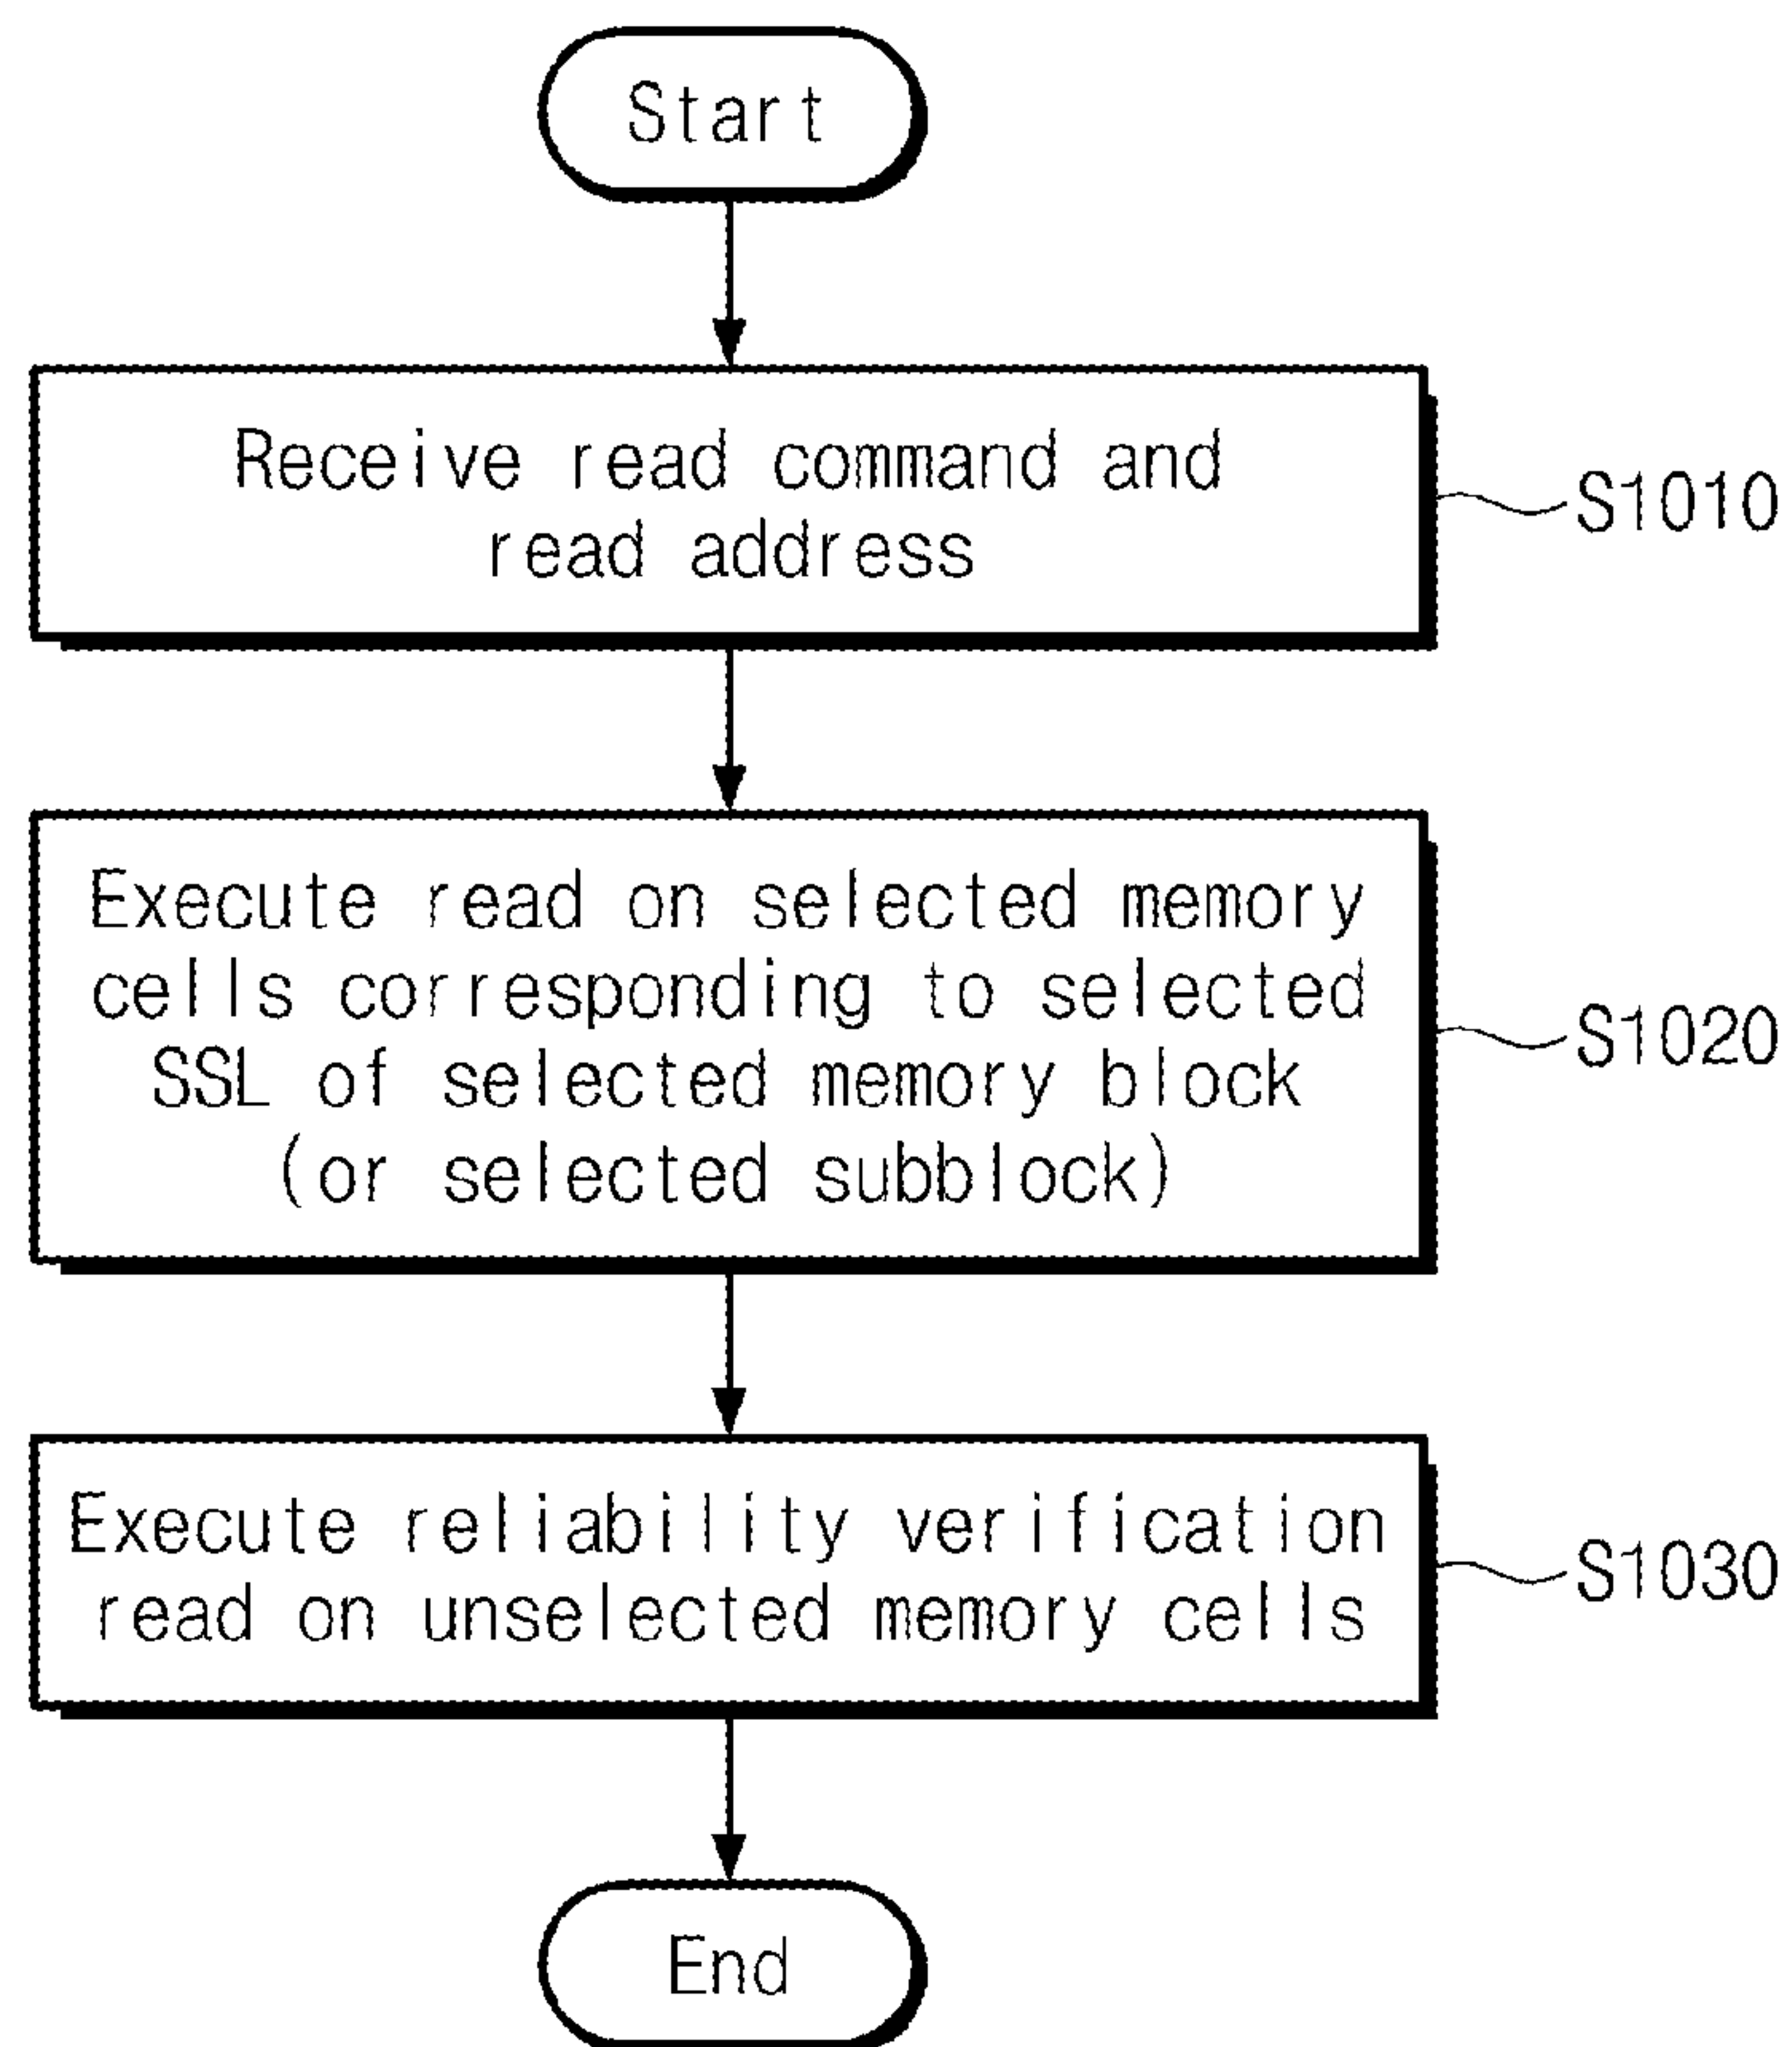 Start
Receive read command and
read address
S1010
Execute read on selected memory
cells corresponding to selected
SSL of selected memory block
(or selected subblock)
S1020
Execute reliability verification
read on unselected memory cells
S1030
End